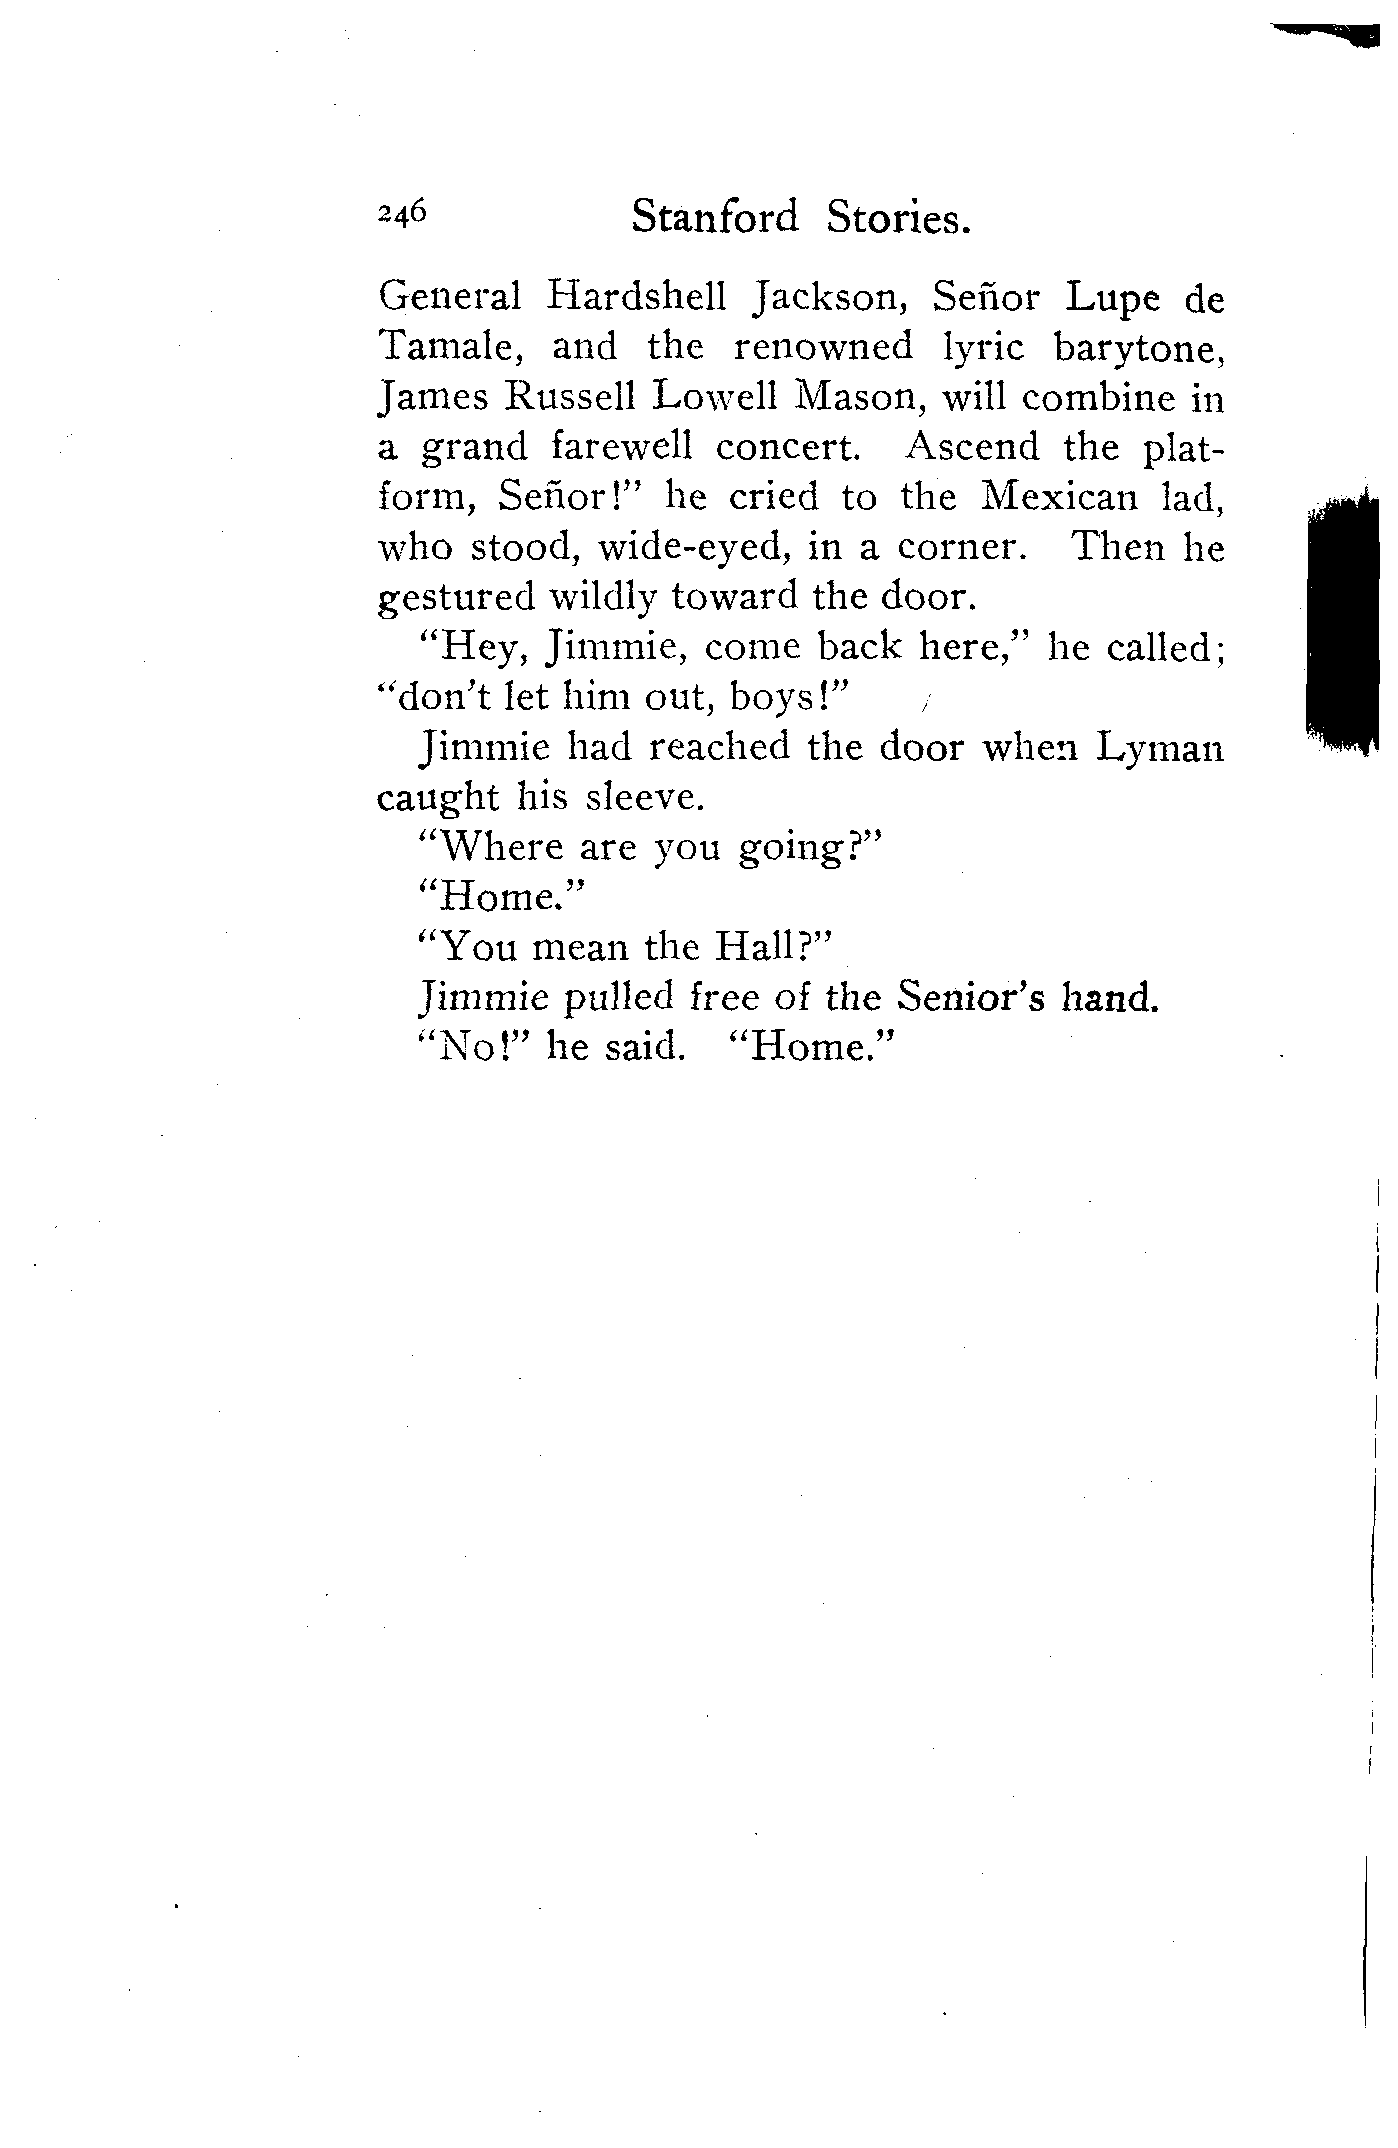 246 Stanford Stories.
General Hardshell Jackson, Señor Lupe de
Tamale, and the renowned lyric barytone,
James Russell Lowell Mason, will combine in
a grand farewell concert. Ascend the plat-
form, Señor!” he cried to the Mexican lad,
who stood, wide-eyed, in a corner. Then he
gestured wildly toward the door.
“Hey, Jimmie, come back here,” he called;
“don’t let him out, boys!”
Jimmie had reached the door when Lyman
caught his sleeve.
“Where are you going?”
“Home.”
“You mean the Hall?”
Jimmie pulled free of the Senior’s hand.
“No!” he said. “Home.”